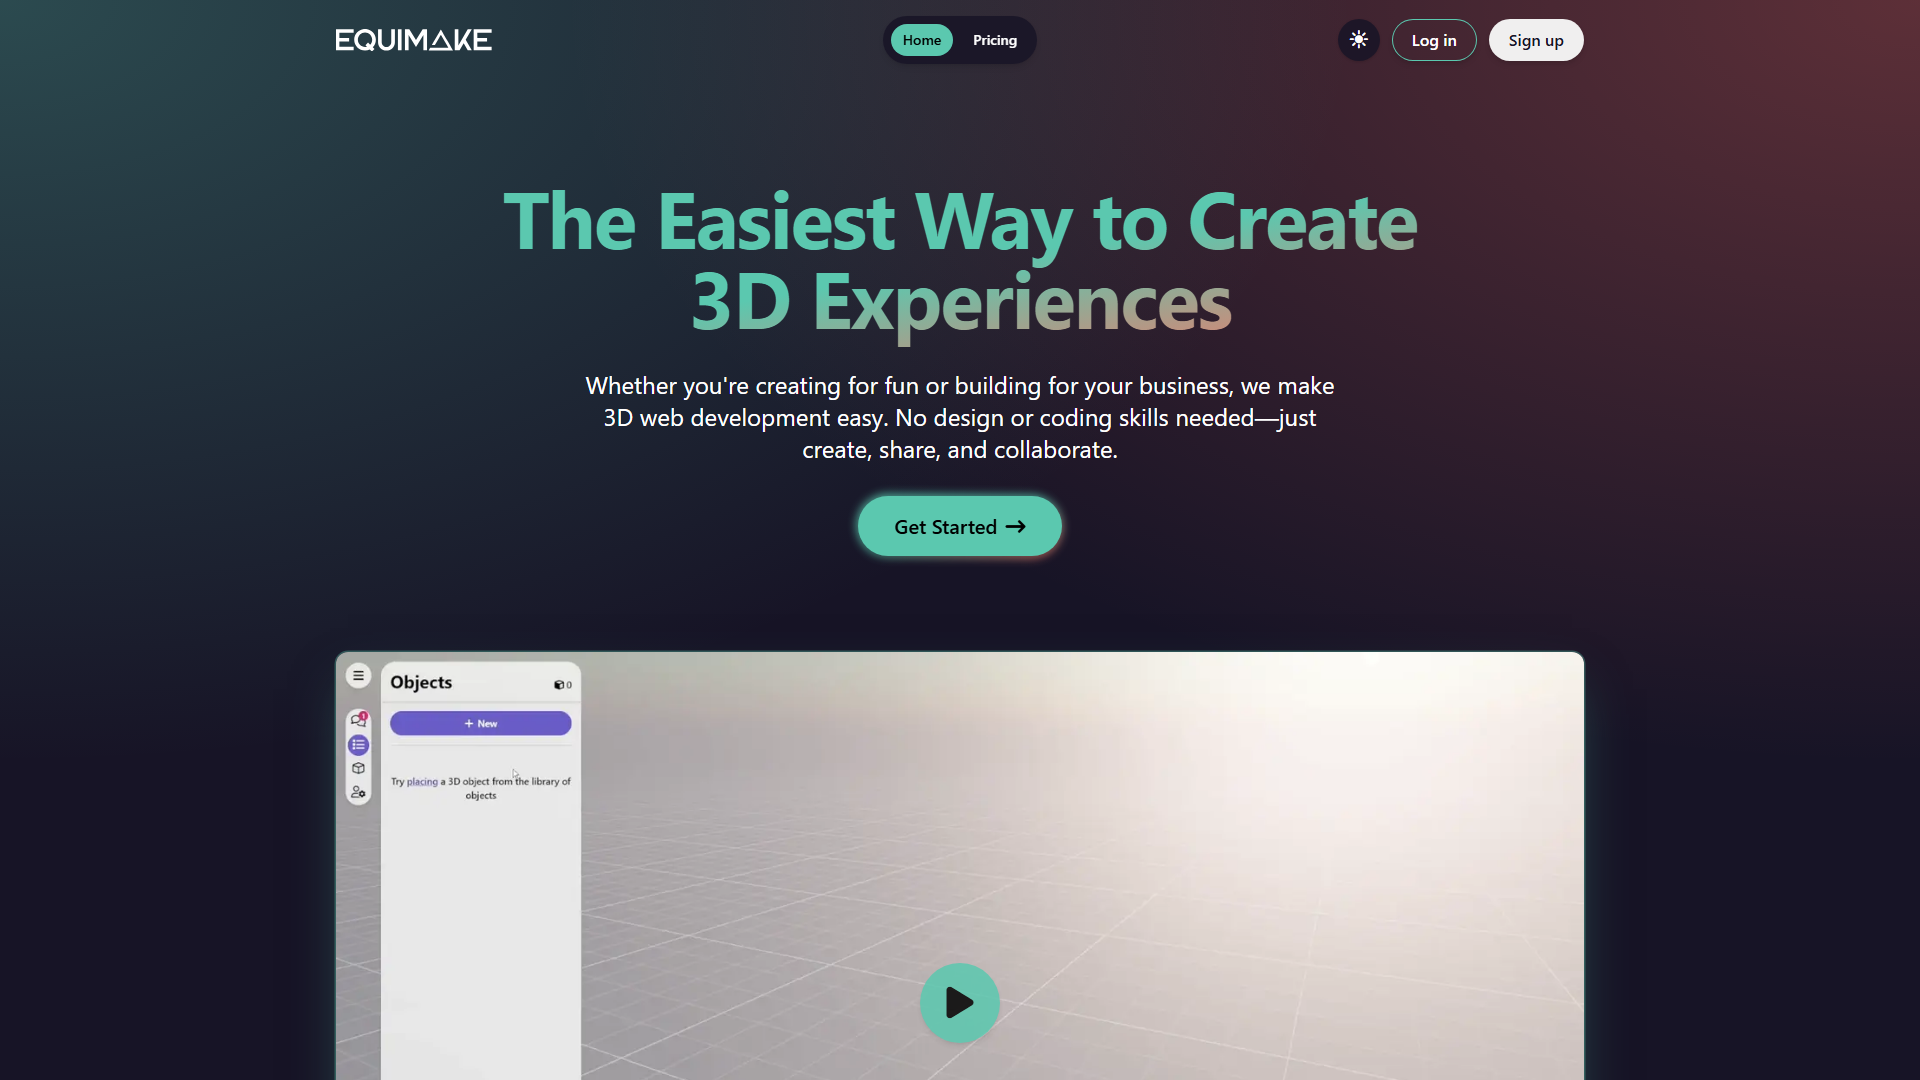 EQUIMAKE
Home
Pricing
Log in
Sign up
The Easiest Way to Create
3D Experiences
Whether you're creating for fun or building for your business, we make
3D web development easy. No design or coding skills needed—just
create, share, and collaborate.
Get Started →
Objects
0
1
+ New
Try placing a 3D object from the library of
objects